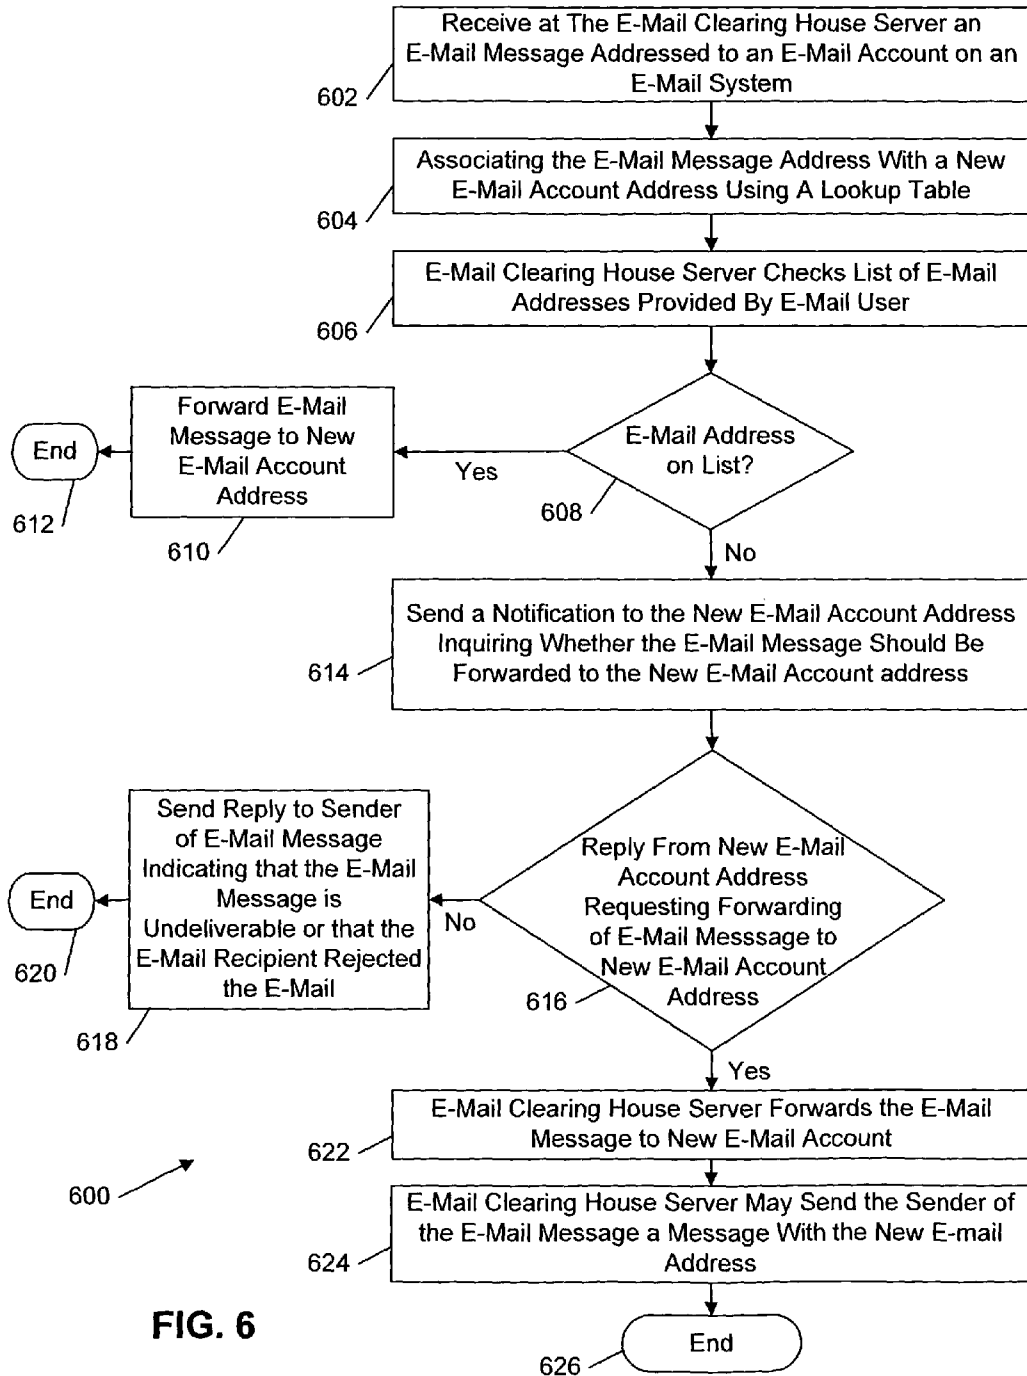 Receive at The E-Mail Clearing House Server an
E-Mail Message Addressed to an E-Mail Account on an
E-Mail System
602
Associating the E-Mail Message Address With a New
E-Mail Account Address Using A Lookup Table
604
E-Mail Clearing House Server Checks List of E-Mail
Addresses Provided By E-Mail User
606
E-Mail Address
on List?
608
Yes
Forward E-Mail
Message to New
E-Mail Account
Address
610
End
612
No
Send a Notification to the New E-Mail Account Address
Inquiring Whether the E-Mail Message Should Be
Forwarded to the New E-Mail Account address
614
Reply From New E-Mail
Account Address
Requesting Forwarding
of E-Mail Messsage to
New E-Mail Account
Address
616
No
Send Reply to Sender
of E-Mail Message
Indicating that the E-Mail
Message is
Undeliverable or that the
E-Mail Recipient Rejected
the E-Mail
618
End
620
Yes
E-Mail Clearing House Server Forwards the E-Mail
Message to New E-Mail Account
622
E-Mail Clearing House Server May Send the Sender of
the E-Mail Message a Message With the New E-mail
Address
624
End
626
600
FIG. 6